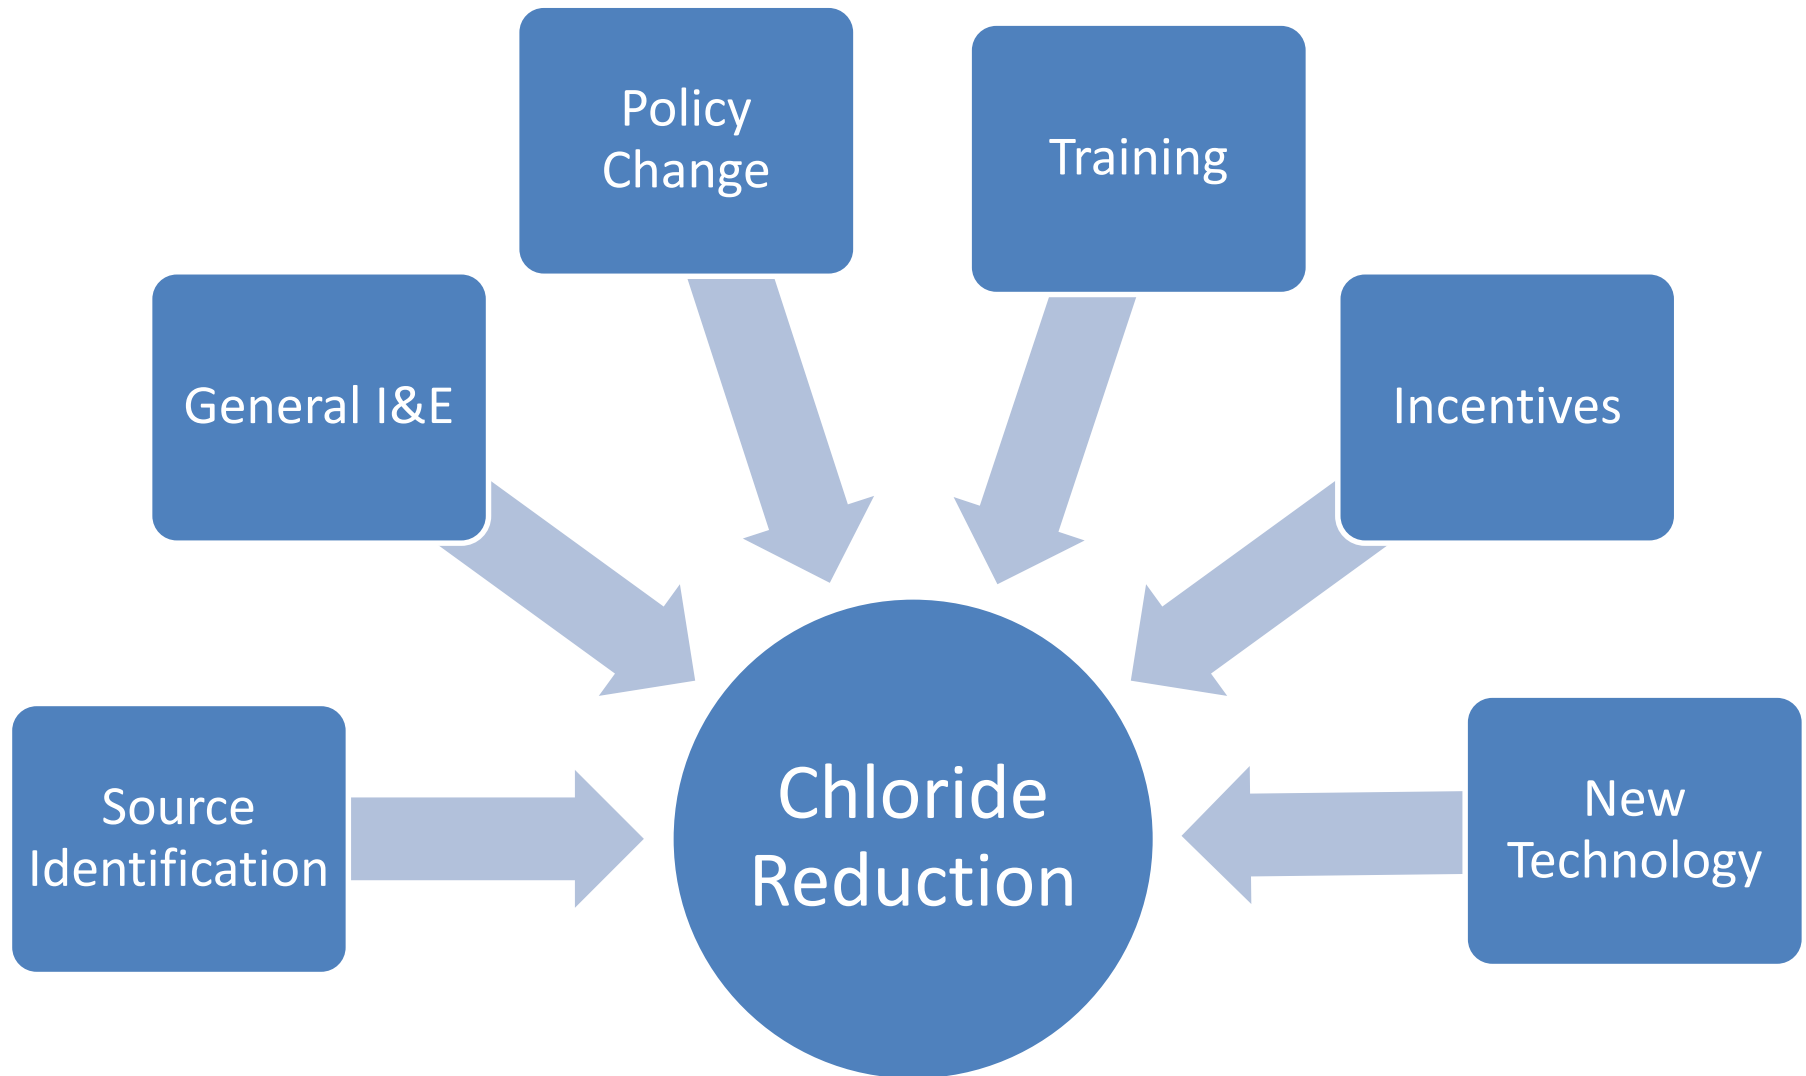 Policy
Change
Training
General I&E
Incentives
Source
Identification
Chloride
Reduction
New
Technology